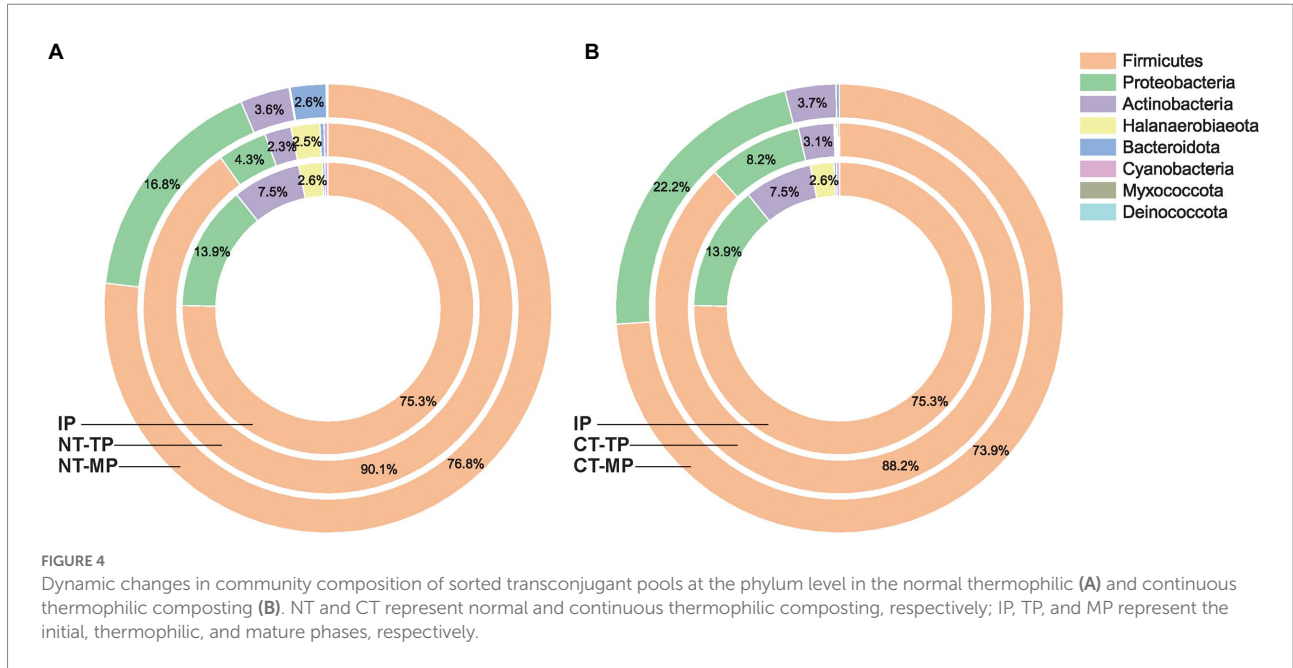 A
B
Firmicutes
Proteobacteria
Actinobacteria
Halanaerobiaeota
Bacteroidota
Cyanobacteria
Myxococcota
Deinococcota
3.6%
2.6%
16.8%
4.3%
2.3%
2.5%
7.5%
2.6%
13.9%
75.3%
90.1%
76.8%
IP
NT-TP
NT-MP
3.7%
22.2%
8.2%
3.1%
7.5%
2.6%
13.9%
75.3%
88.2%
73.9%
IP
CT-TP
CT-MP
FIGURE 4
Dynamic changes in community composition of sorted transconjugant pools at the phylum level in the normal thermophilic (A) and continuous
thermophilic composting (B). NT and CT represent normal and continuous thermophilic composting, respectively; IP, TP, and MP represent the
initial, thermophilic, and mature phases, respectively.